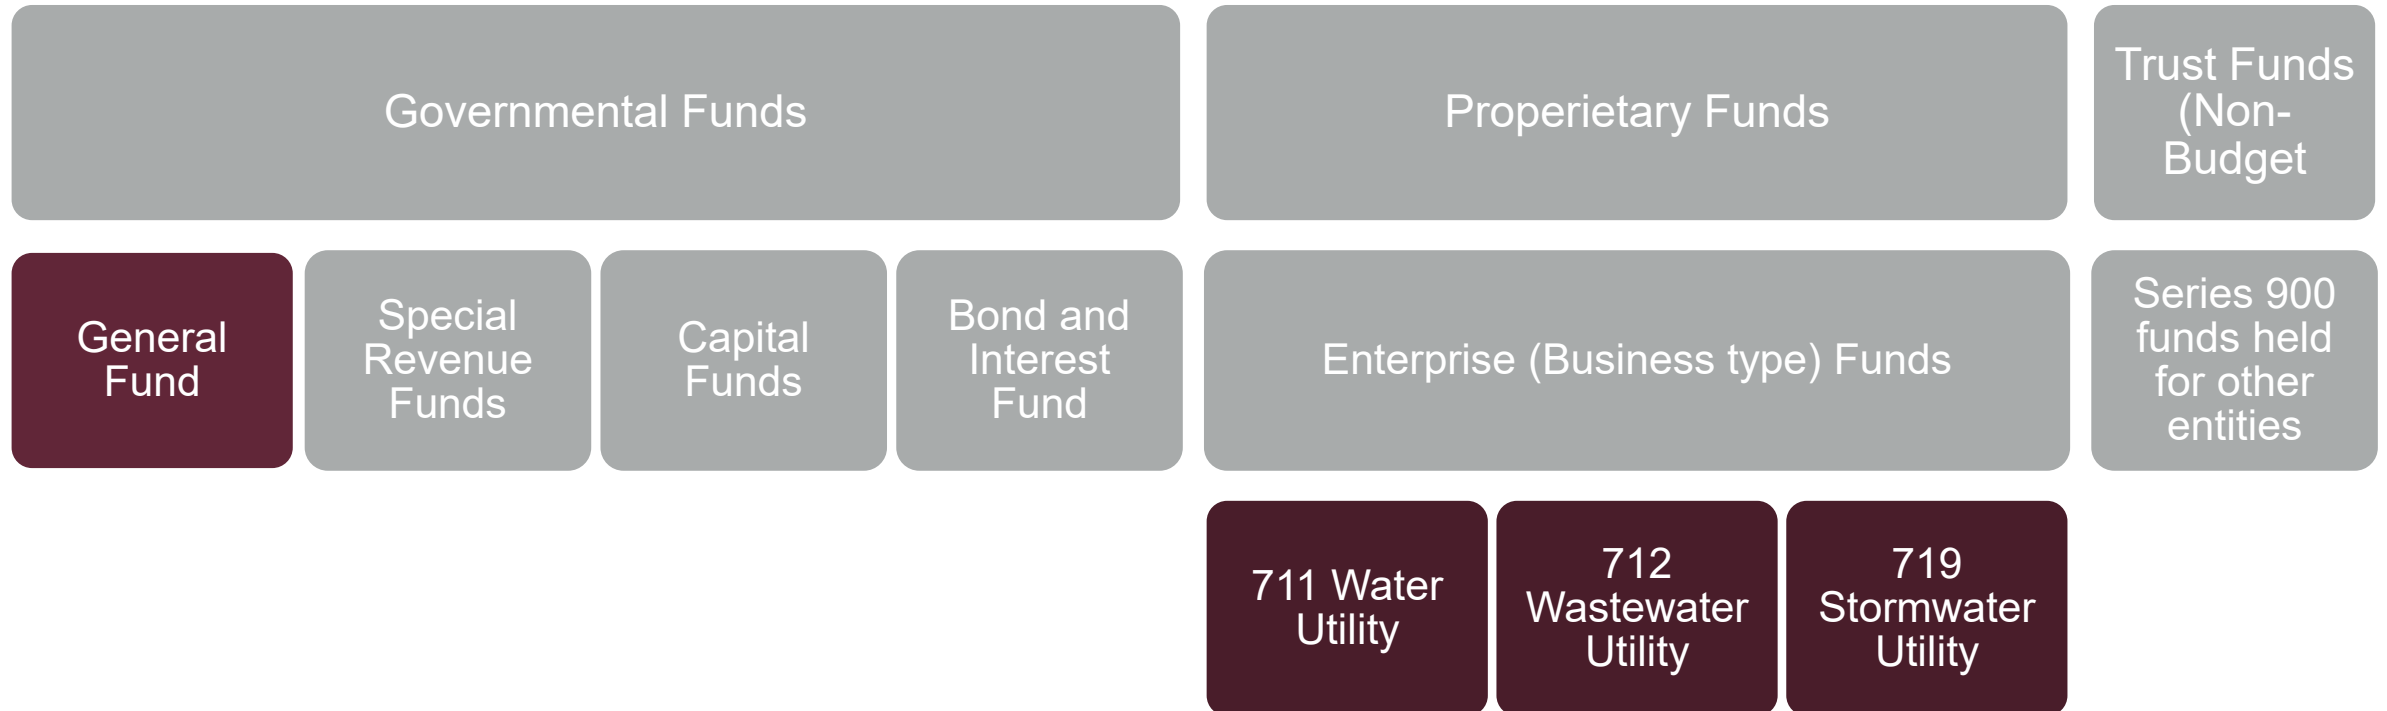 Governmental Funds
Properietary Funds
Trust Funds
(Non-
Budget
General
Fund
Special
Revenue
Funds
Capital
Funds
Bond and
Interest
Fund
Enterprise (Business type) Funds
Series 900
funds held
for other
entities
711 Water
Utility
712
Wastewater
Utility
719
Stormwater
Utility